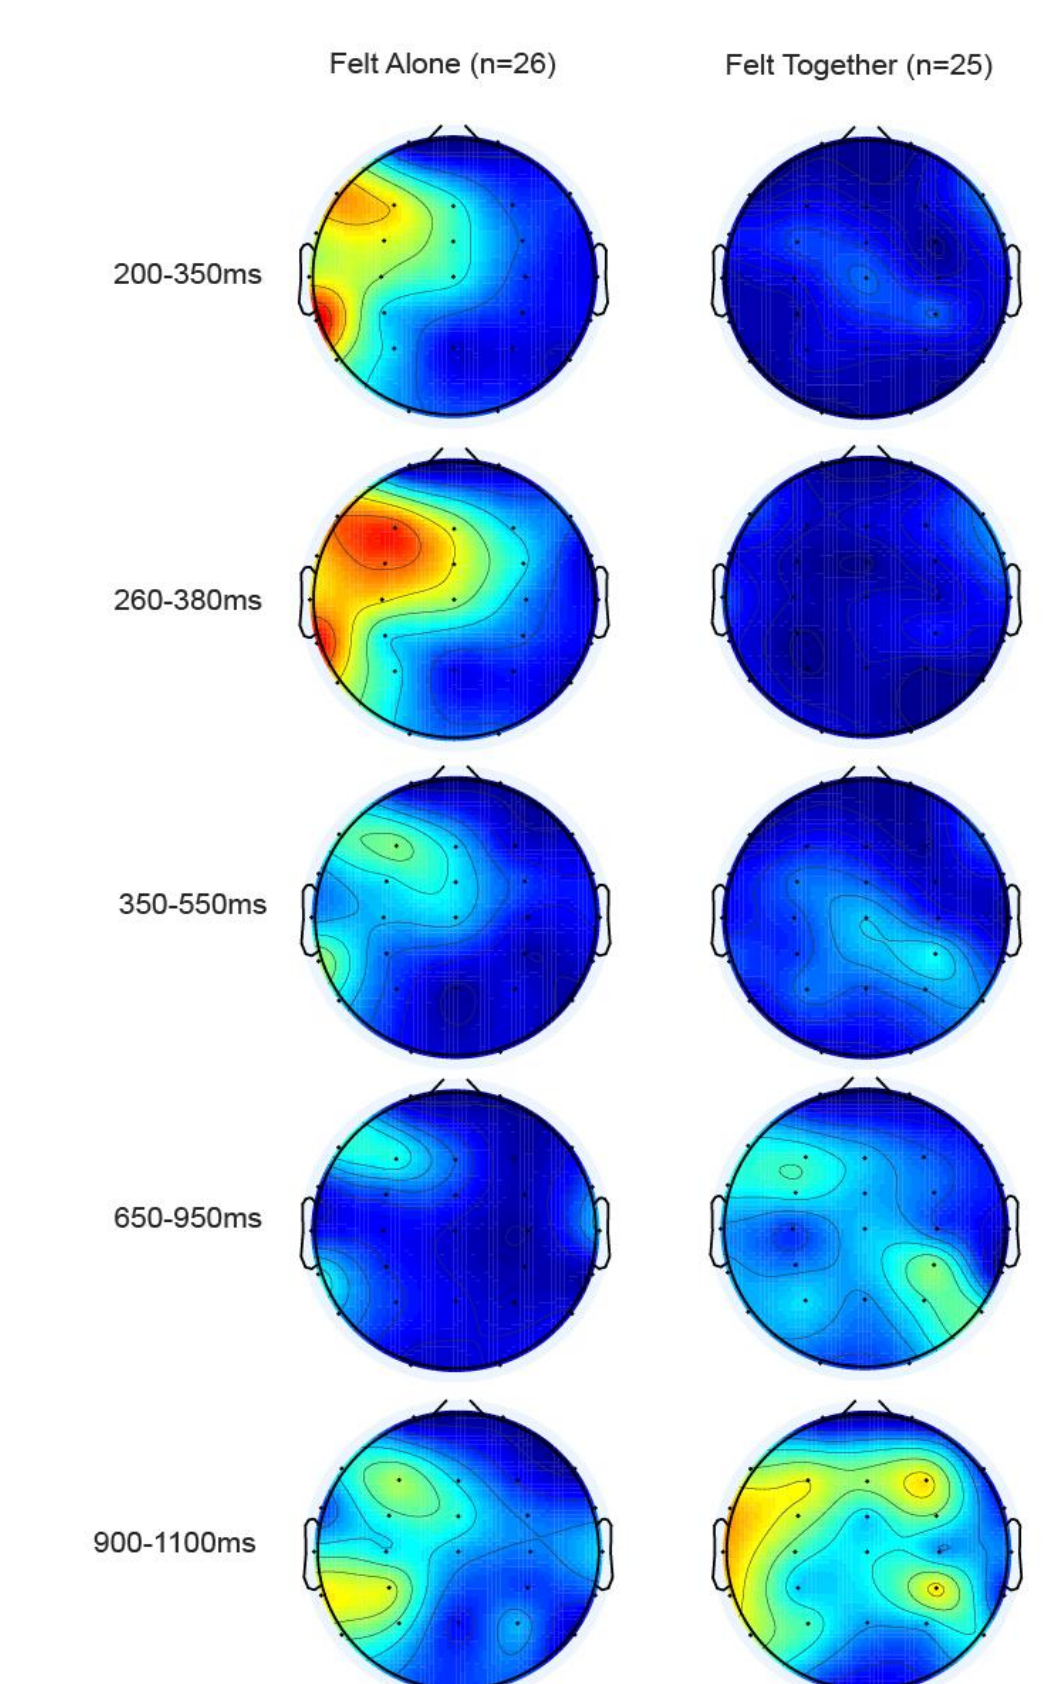 Felt Alone (n=26)
Felt Together (n=25)
200-350ms
260-380ms
350-550ms
650-950ms
900-1100ms